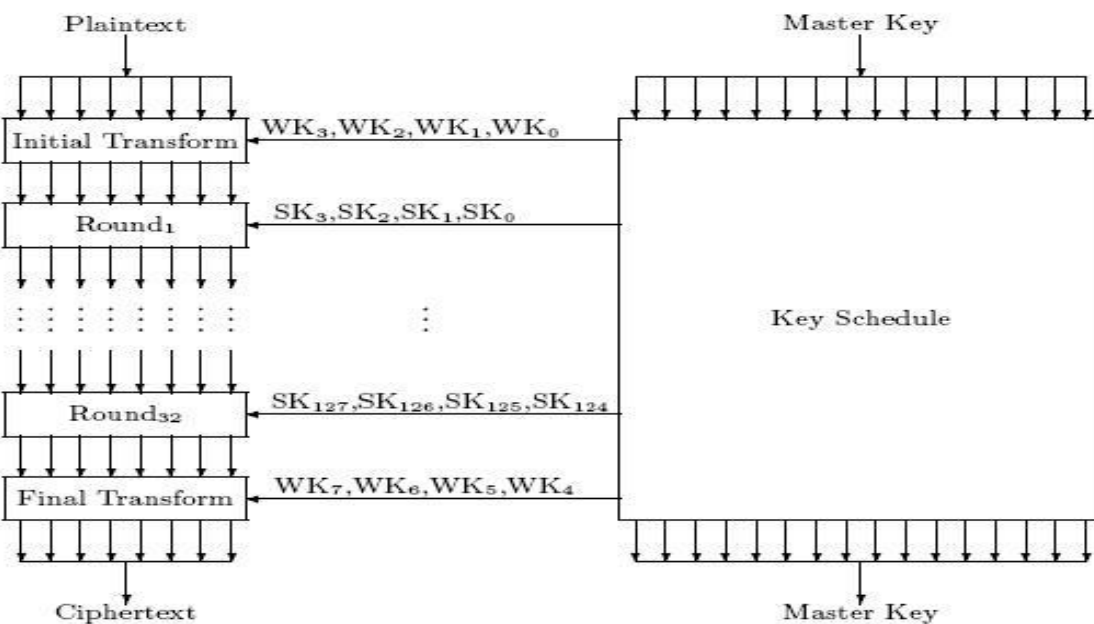 Plaintext
Master Key
WK₃,WK₂,WK₁,WK₀
Initial Transform
SK₃,SK₂,SK₁,SK₀
Round₁
Key Schedule
SK₁₂₇,SK₁₂₆,SK₁₂₅,SK₁₂₄
Round₃₂
WK₇,WK₆,WK₅,WK₄
Final Transform
Ciphertext
Master Key